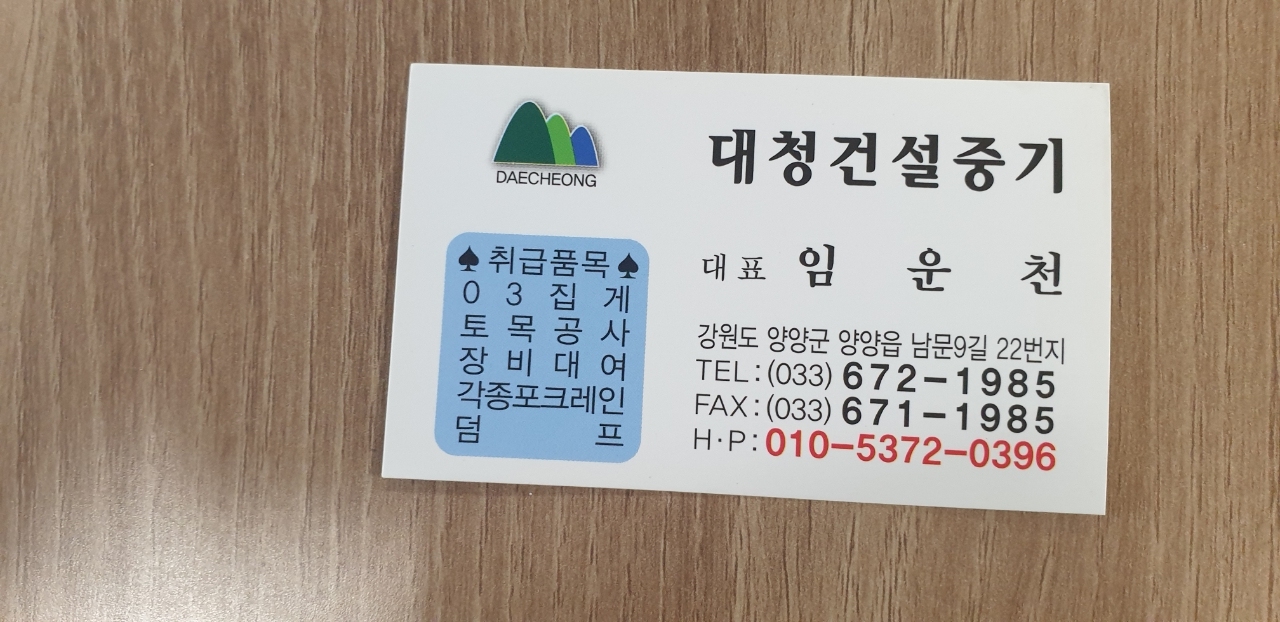 DAECHEONG
♠ 취급품목 ♠
0 3 집 게
토 목 공 사
장 비 대 여
각종포크레인
덤 프
대청건설중기
대표 임 운 천
강원도 양양군 양양읍 남문9길 22번지
TEL : (033) 672-1985
FAX : (033) 671-1985
H·P : 010-5372-0396